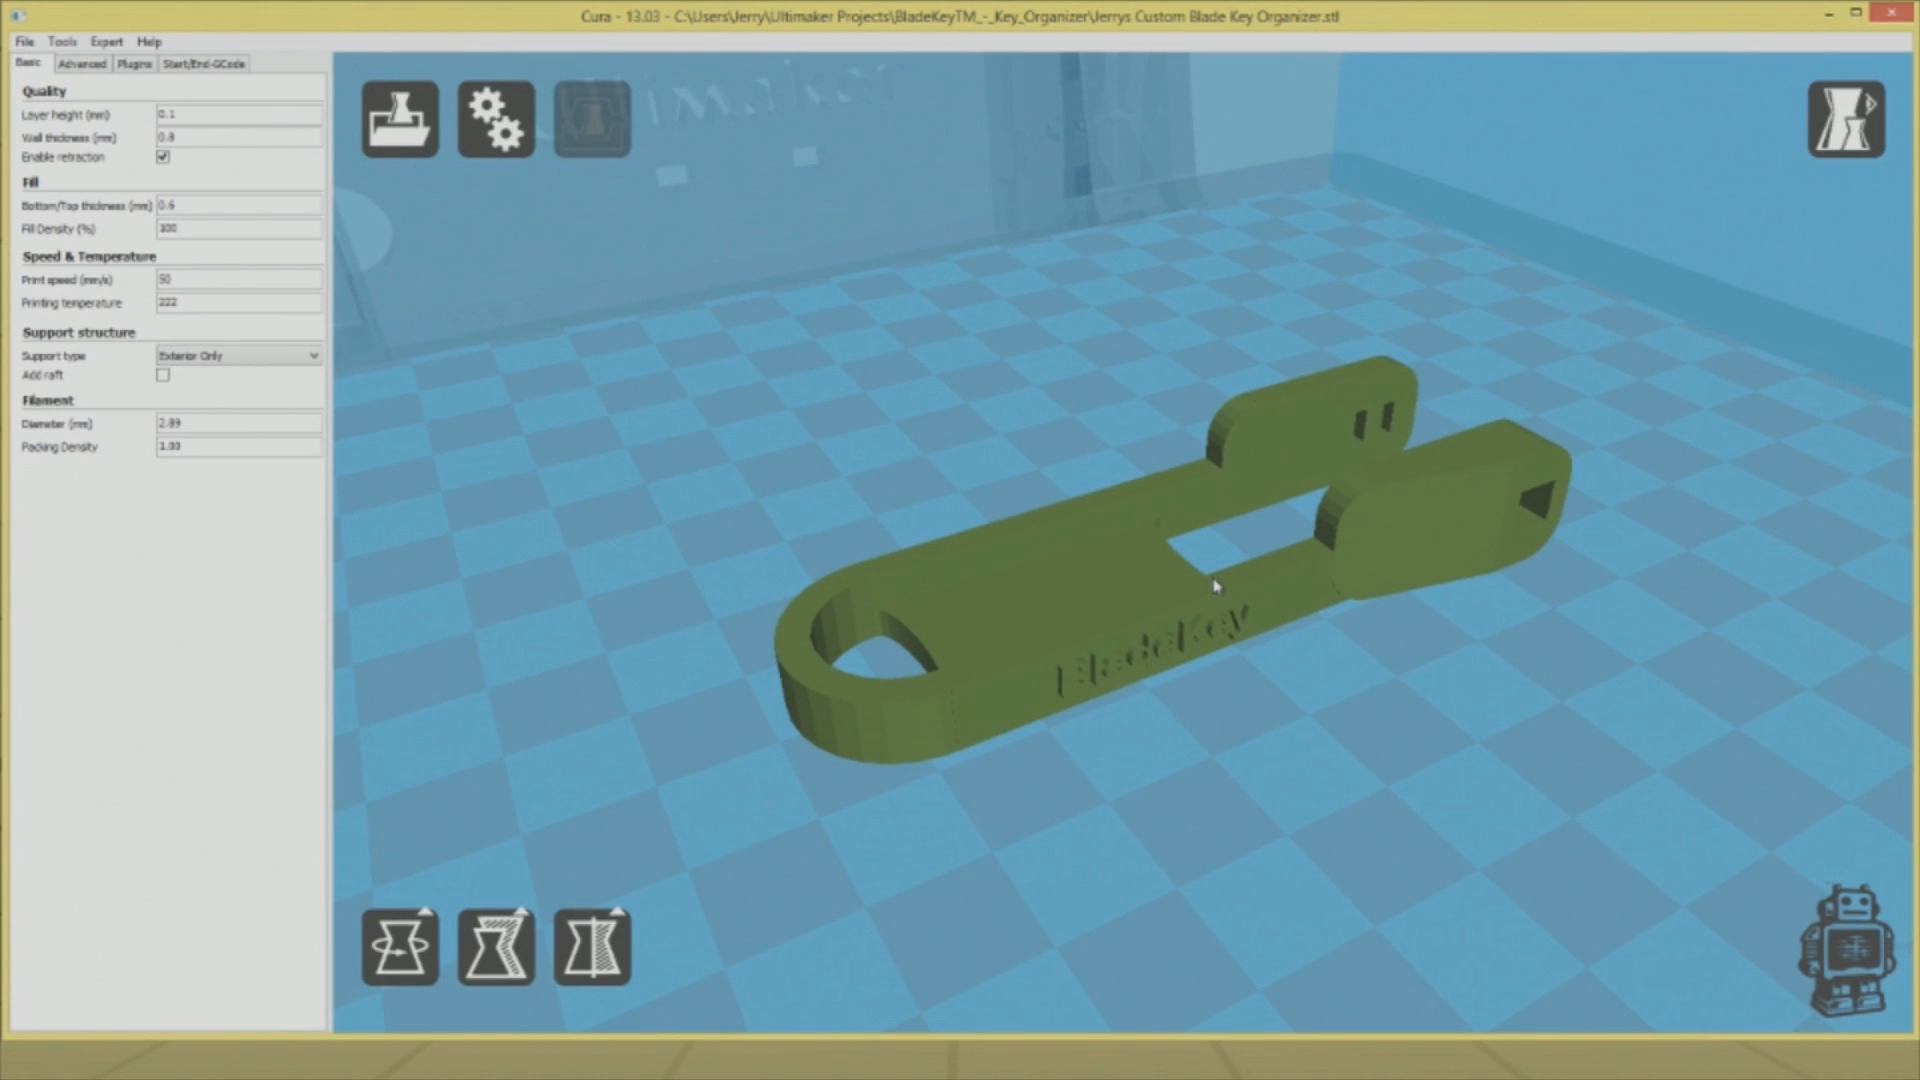 Cura - 13.03 - C:\Users\Jerry\Ultimaker Projects\BladeKeyTM_-_Key_Organizer\Jerrys Custom Blade Key Organizer.stl
File Tools Expert Help
Basic Advanced Plugins Start/End-GCode
Quality
Layer height (mm) 0.1
Wall thickness (mm) 0.8
Enable retraction
Fill
Bottom/Top thickness (mm) 0.6
Fill Density (%) 100
Speed & Temperature
Print speed (mm/s) 50
Printing temperature 222
Support structure
Support type Exterior Only
Add raft
Filament
Diameter (mm) 2.89
Packing Density 1.00
Ultimaker
BladeKey